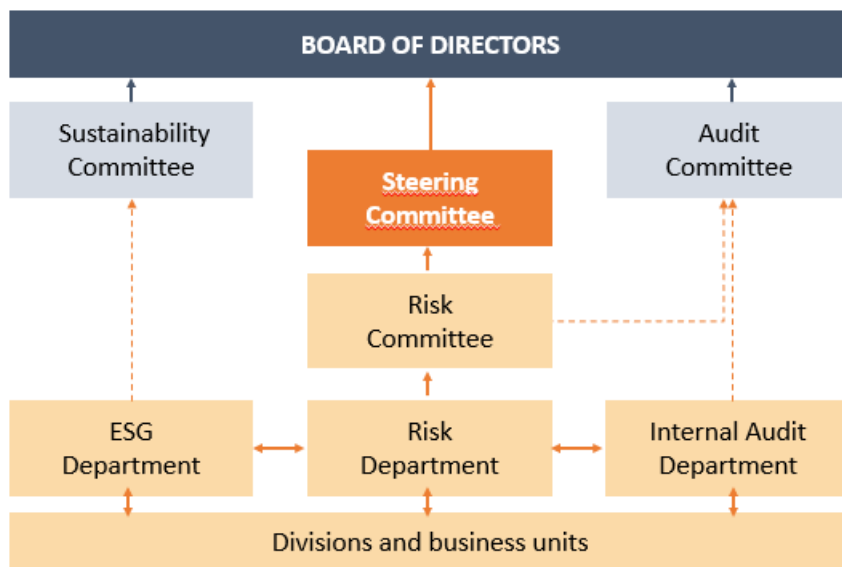 BOARD OF DIRECTORS
Sustainability
Committee
Steering
Committee
Audit
Committee
Risk
Committee
ESG
Department
Risk
Department
Internal Audit
Department
Divisions and business units